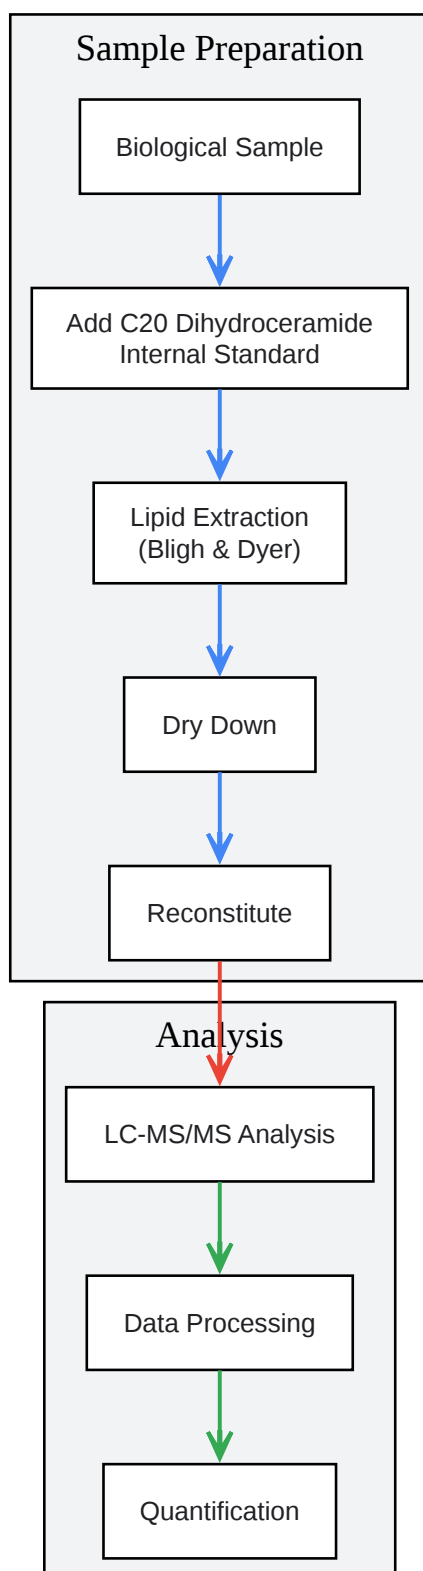 Sample Preparation
Biological Sample
Add C20 Dihydroceramide
Internal Standard
Lipid Extraction
(Bligh & Dyer)
Dry Down
Reconstitute
Analysis
LC-MS/MS Analysis
Data Processing
Quantification